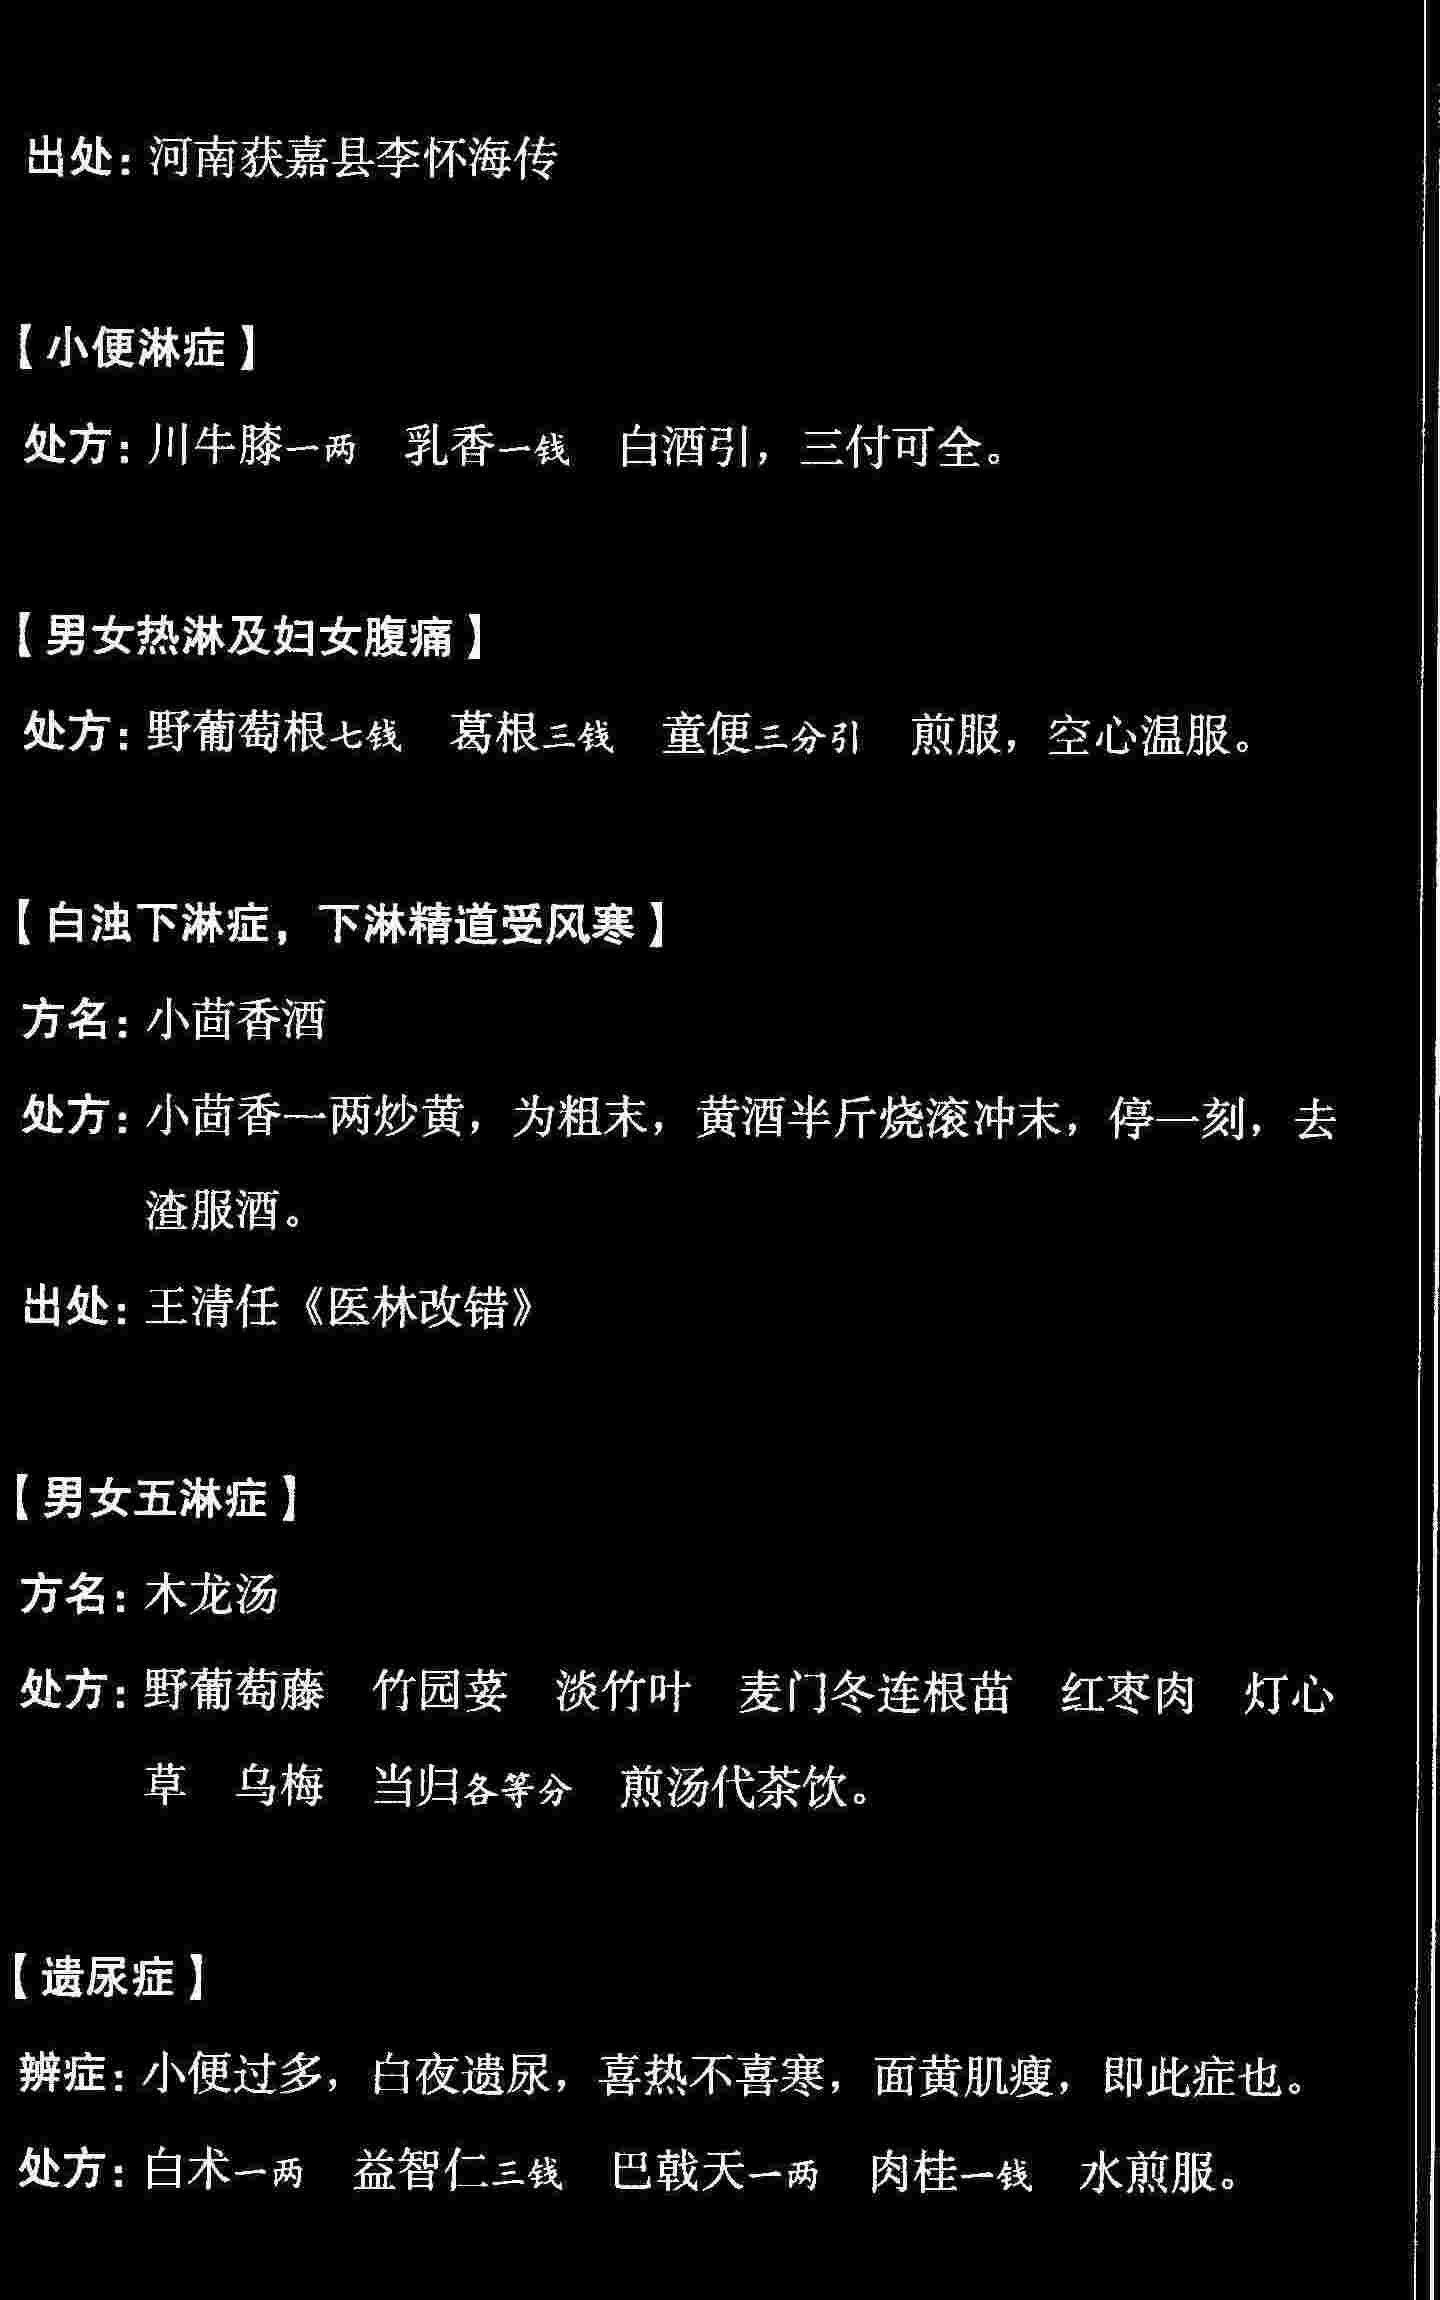 出处：河南获嘉县李怀海传
【小便淋症】
处方：川牛膝一两　乳香一钱　白酒引，三付可全。
【男女热淋及妇女腹痛】
处方：野葡萄根七钱　葛根三钱　童便三分引　煎服，空心温服。
【白浊下淋症，下淋精道受风寒】
方名：小茴香酒
处方：小茴香一两炒黄，为粗末，黄酒半斤烧滚冲末，停一刻，去
渣服酒。
出处：王清任《医林改错》
【男女五淋症】
方名：木龙汤
处方：野葡萄藤　竹园荽　淡竹叶　麦门冬连根苗　红枣肉　灯心
草　乌梅　当归各等分　煎汤代茶饮。
【遗尿症】
辨症：小便过多，白夜遗尿，喜热不喜寒，面黄肌瘦，即此症也。
处方：白术一两　益智仁三钱　巴戟天一两　肉桂一钱　水煎服。